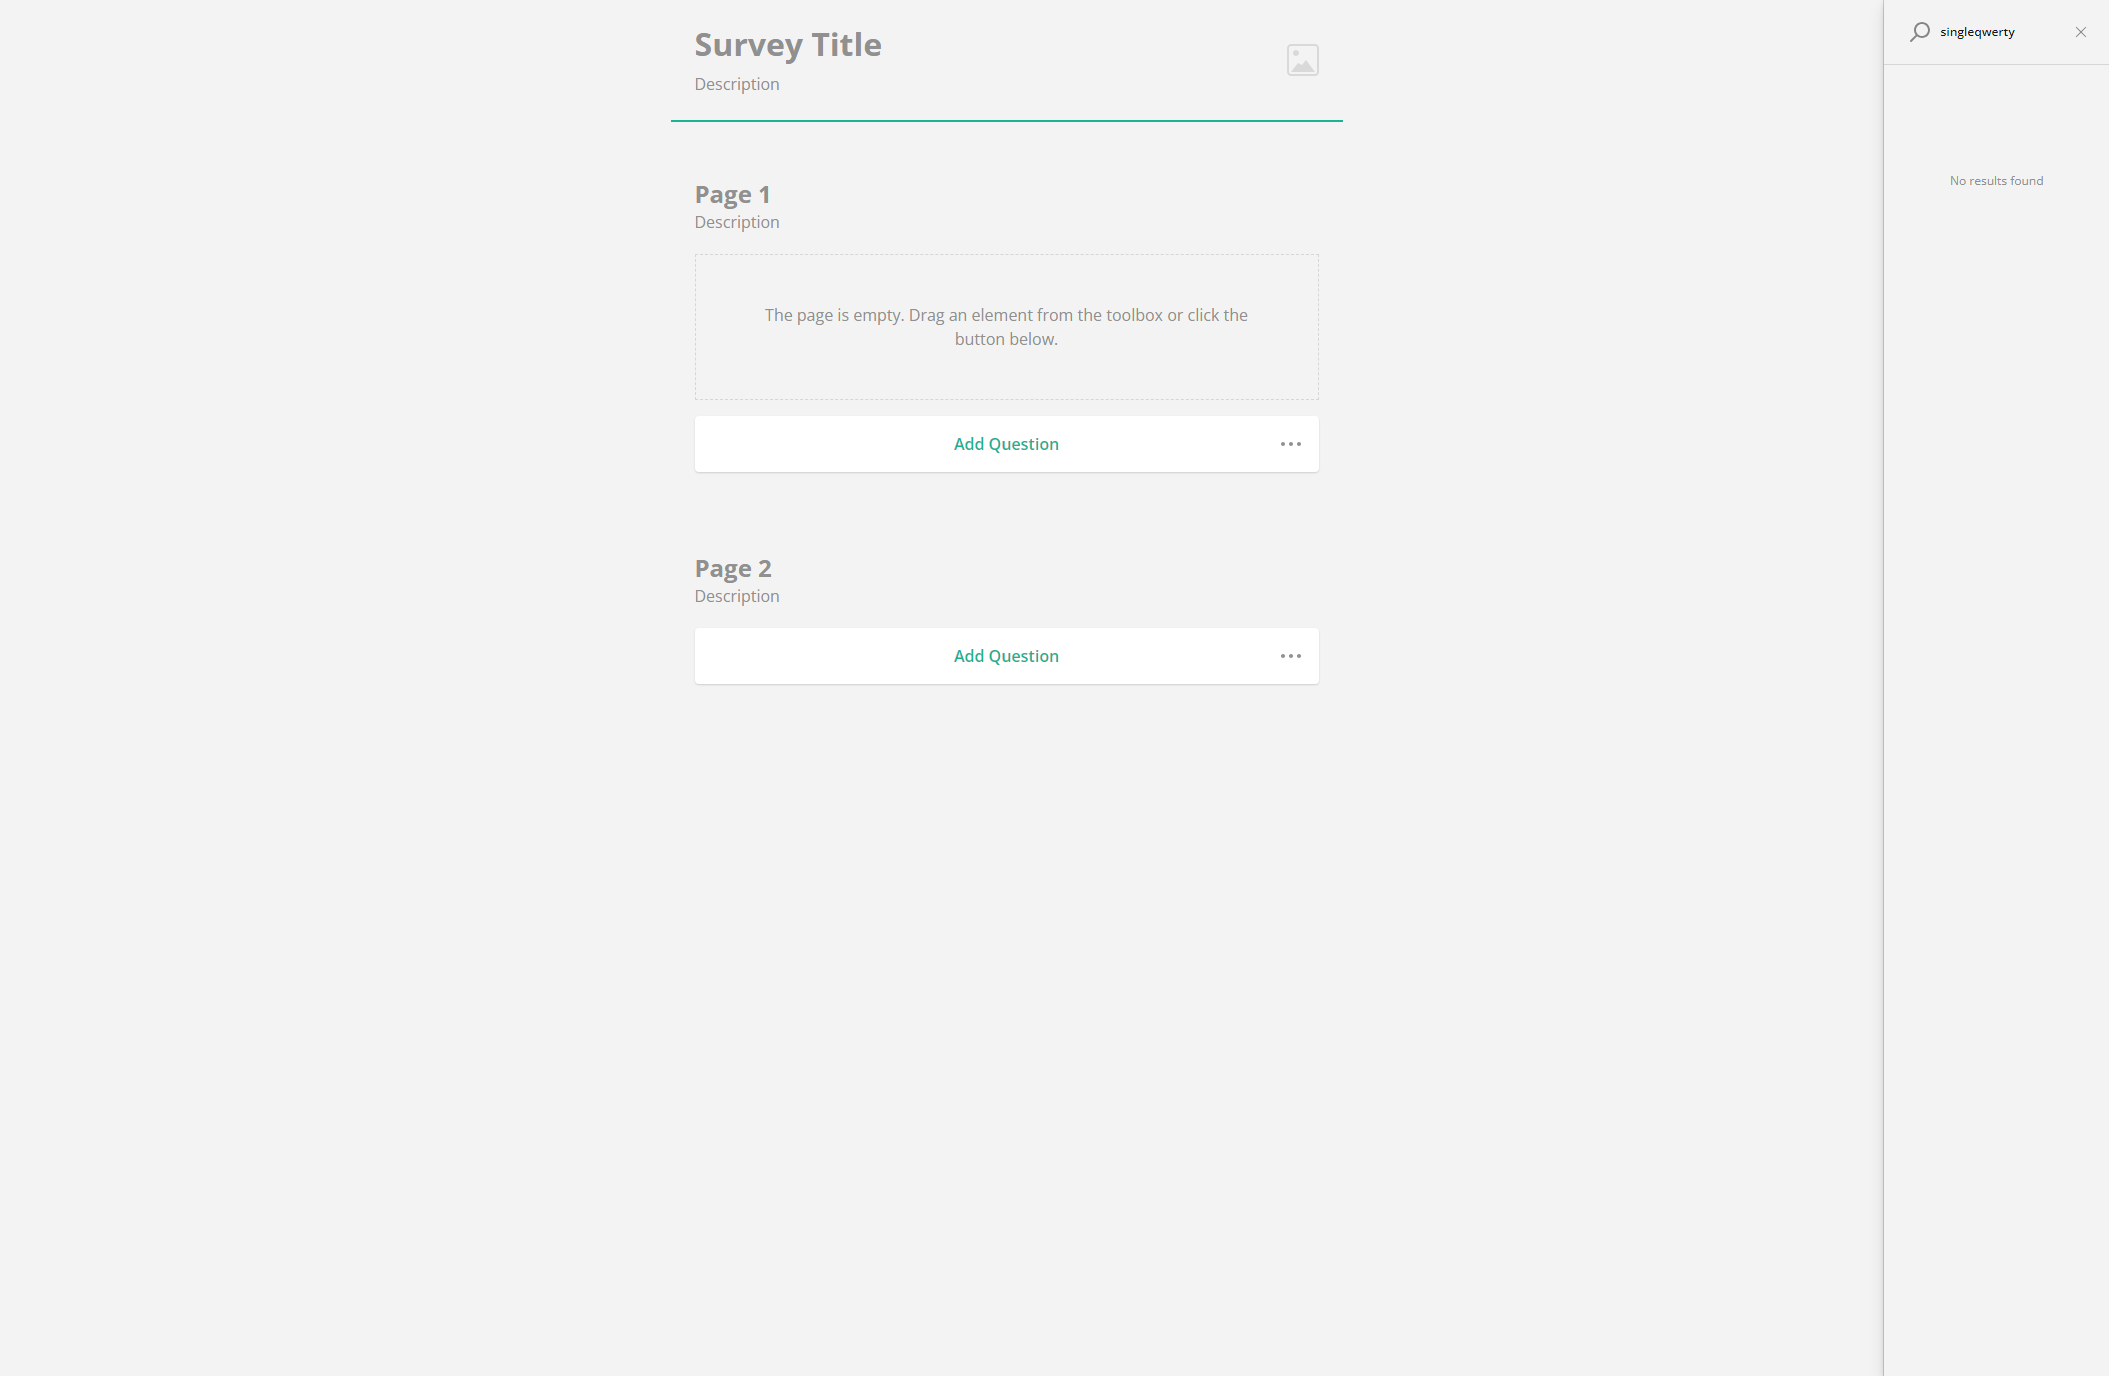 Survey Title
Description
Page 1
Description
The page is empty. Drag an element from the toolbox or click the
button below.
Add Question
Page 2
Description
Add Question
singleqwerty
No results found